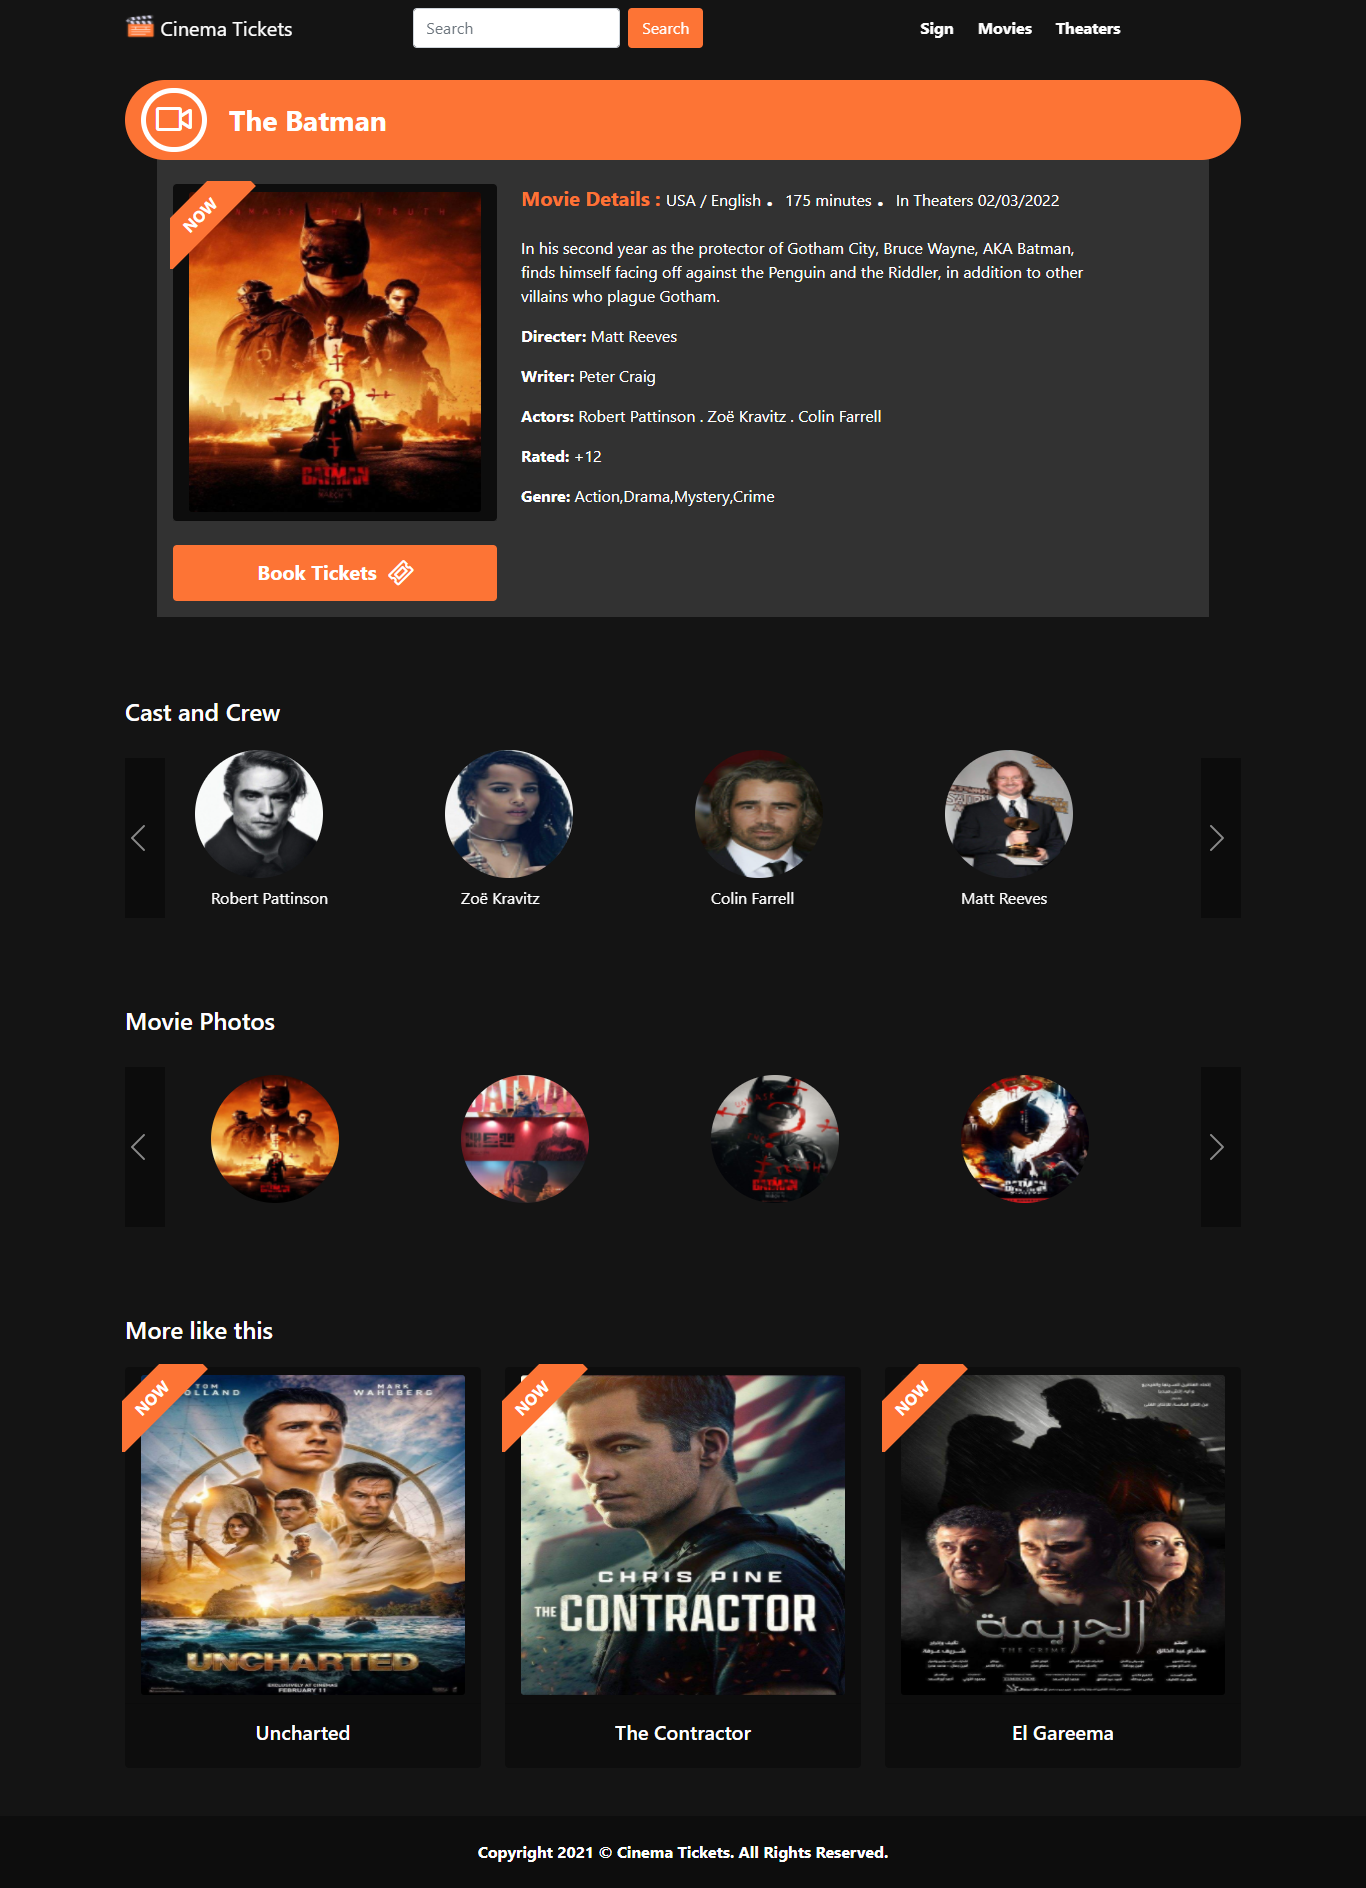 Cinema Tickets
Search
Search
Sign
Movies
Theaters
The Batman
NOW
TRUTH
BATMAN
MARCH 4
Movie Details : USA / English . 175 minutes . In Theaters 02/03/2022
In his second year as the protector of Gotham City, Bruce Wayne, AKA Batman,
finds himself facing off against the Penguin and the Riddler, in addition to other
villains who plague Gotham.
Directer: Matt Reeves
Writer: Peter Craig
Actors: Robert Pattinson . Zoë Kravitz . Colin Farrell
Rated: +12
Genre: Action,Drama,Mystery,Crime
Book Tickets
Cast and Crew
Robert Pattinson
Zoë Kravitz
Colin Farrell
Matt Reeves
Movie Photos
More like this
NOW
TOM
MARK
WAHLBERG
UNCHARTED
EXCLUSIVELY AT CINEMAS
FEBRUARY 11
Uncharted
NOW
CHRIS PINE
THE CONTRACTOR
The Contractor
NOW
الجريمة
THE CRIME
El Gareema
Copyright 2021 © Cinema Tickets. All Rights Reserved.